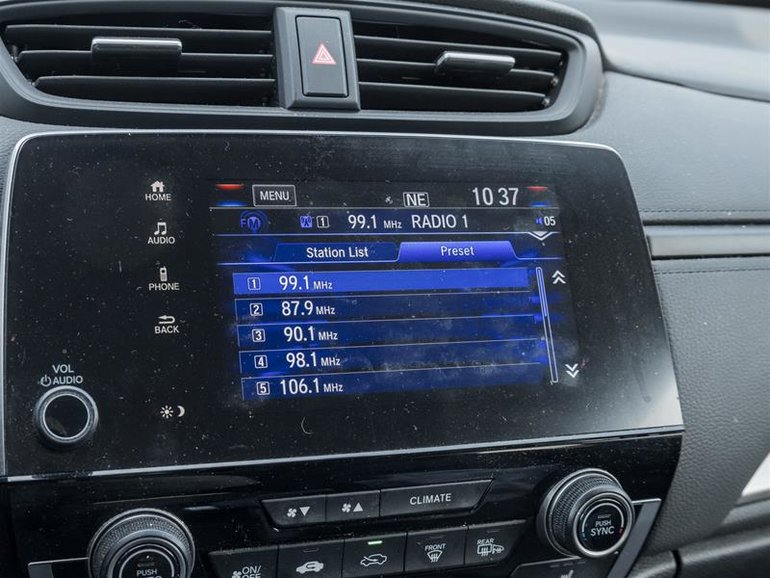 HOME
AUDIO
PHONE
BACK
VOL
AUDIO
MENU
NE
10 37
FM
1 99.1 MHz RADIO 1
05
Station List Preset
1 99.1 MHz
2 87.9 MHz
3 90.1 MHz
4 98.1 MHz
5 106.1 MHz
CLIMATE
ON/
FRONT
REAR
PUSH
PUSH
SYNC